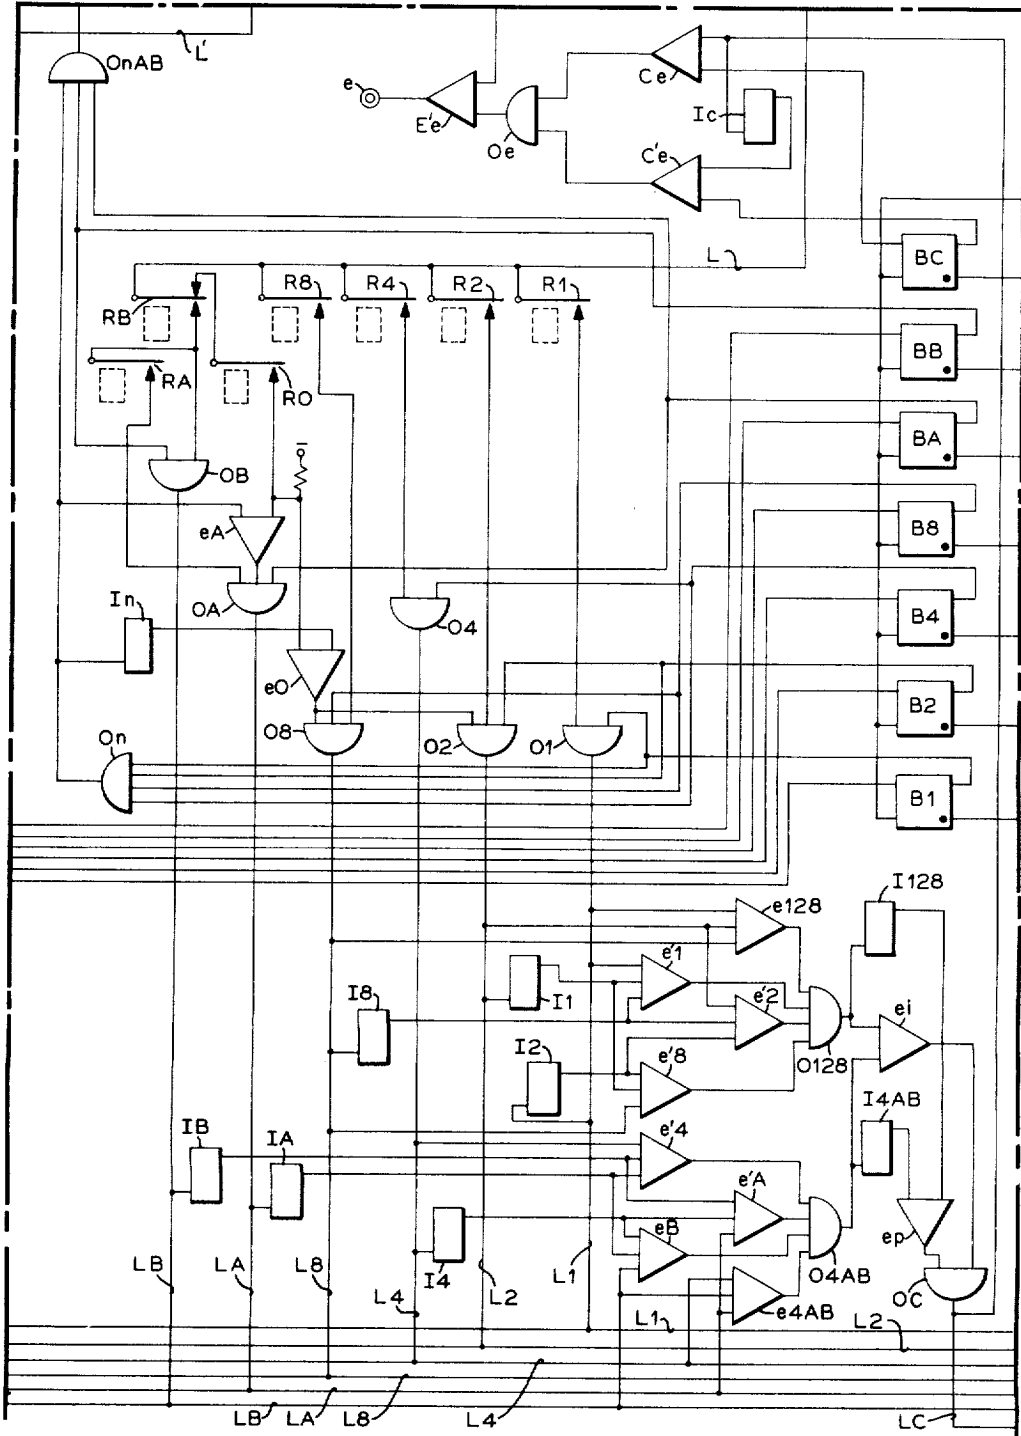 L'
OnAB
e
E'e
Oe
Ce
Ic
C'e
L
BC
RB
R8
R4
R2
R1
BB
RA
RO
BA
OB
eA
B8
OA
In
O4
B4
eO
O8
O2
O1
B2
On
B1
I128
e128
e'1
I1
I8
e'2
ei
O128
I2
e'8
I4AB
IB
IA
e'4
e'A
eB
ep
I4
O4AB
OC
LB
LA
L8
L4
L2
L1
e4AB
L1
L2
LB
LA
L8
L4
LC